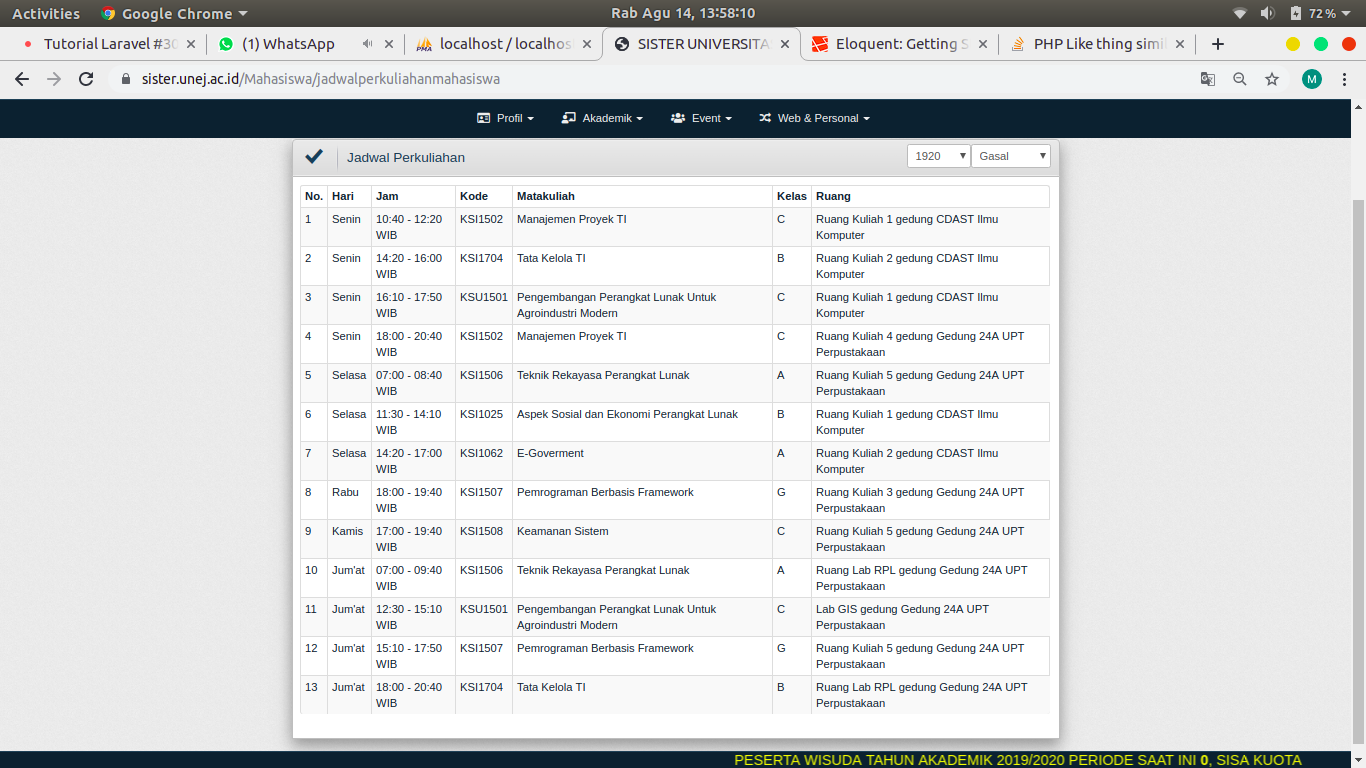 Activities Google Chrome Rab Agu 14, 13:58:10 72%
Tutorial Laravel #30 (1) WhatsApp localhost / localhos SISTER UNIVERSITA Eloquent: Getting S PHP Like thing simil
sister.unej.ac.id/Mahasiswa/jadwalperkuliahanmahasiswa M
Profil Akademik Event Web & Personal
Jadwal Perkuliahan 1920 Gasal
No. Hari Jam Kode Matakuliah Kelas Ruang
1 Senin 10:40 - 12:20 KSI1502 Manajemen Proyek TI C Ruang Kuliah 1 gedung CDAST Ilmu
WIB Komputer
2 Senin 14:20 - 16:00 KSI1704 Tata Kelola TI B Ruang Kuliah 2 gedung CDAST Ilmu
WIB Komputer
3 Senin 16:10 - 17:50 KSU1501 Pengembangan Perangkat Lunak Untuk C Ruang Kuliah 1 gedung CDAST Ilmu
WIB Agroindustri Modern Komputer
4 Senin 18:00 - 20:40 KSI1502 Manajemen Proyek TI C Ruang Kuliah 4 gedung Gedung 24A UPT
WIB Perpustakaan
5 Selasa 07:00 - 08:40 KSI1506 Teknik Rekayasa Perangkat Lunak A Ruang Kuliah 5 gedung Gedung 24A UPT
WIB Perpustakaan
6 Selasa 11:30 - 14:10 KSI1025 Aspek Sosial dan Ekonomi Perangkat Lunak B Ruang Kuliah 1 gedung CDAST Ilmu
WIB Komputer
7 Selasa 14:20 - 17:00 KSI1062 E-Goverment A Ruang Kuliah 2 gedung CDAST Ilmu
WIB Komputer
8 Rabu 18:00 - 19:40 KSI1507 Pemrograman Berbasis Framework G Ruang Kuliah 3 gedung Gedung 24A UPT
WIB Perpustakaan
9 Kamis 17:00 - 19:40 KSI1508 Keamanan Sistem C Ruang Kuliah 5 gedung Gedung 24A UPT
WIB Perpustakaan
10 Jum'at 07:00 - 09:40 KSI1506 Teknik Rekayasa Perangkat Lunak A Ruang Lab RPL gedung Gedung 24A UPT
WIB Perpustakaan
11 Jum'at 12:30 - 15:10 KSU1501 Pengembangan Perangkat Lunak Untuk C Lab GIS gedung Gedung 24A UPT
WIB Agroindustri Modern Perpustakaan
12 Jum'at 15:10 - 17:50 KSI1507 Pemrograman Berbasis Framework G Ruang Kuliah 5 gedung Gedung 24A UPT
WIB Perpustakaan
13 Jum'at 18:00 - 20:40 KSI1704 Tata Kelola TI B Ruang Lab RPL gedung Gedung 24A UPT
WIB Perpustakaan
PESERTA WISUDA TAHUN AKADEMIK 2019/2020 PERIODE SAAT INI 0, SISA KUOTA